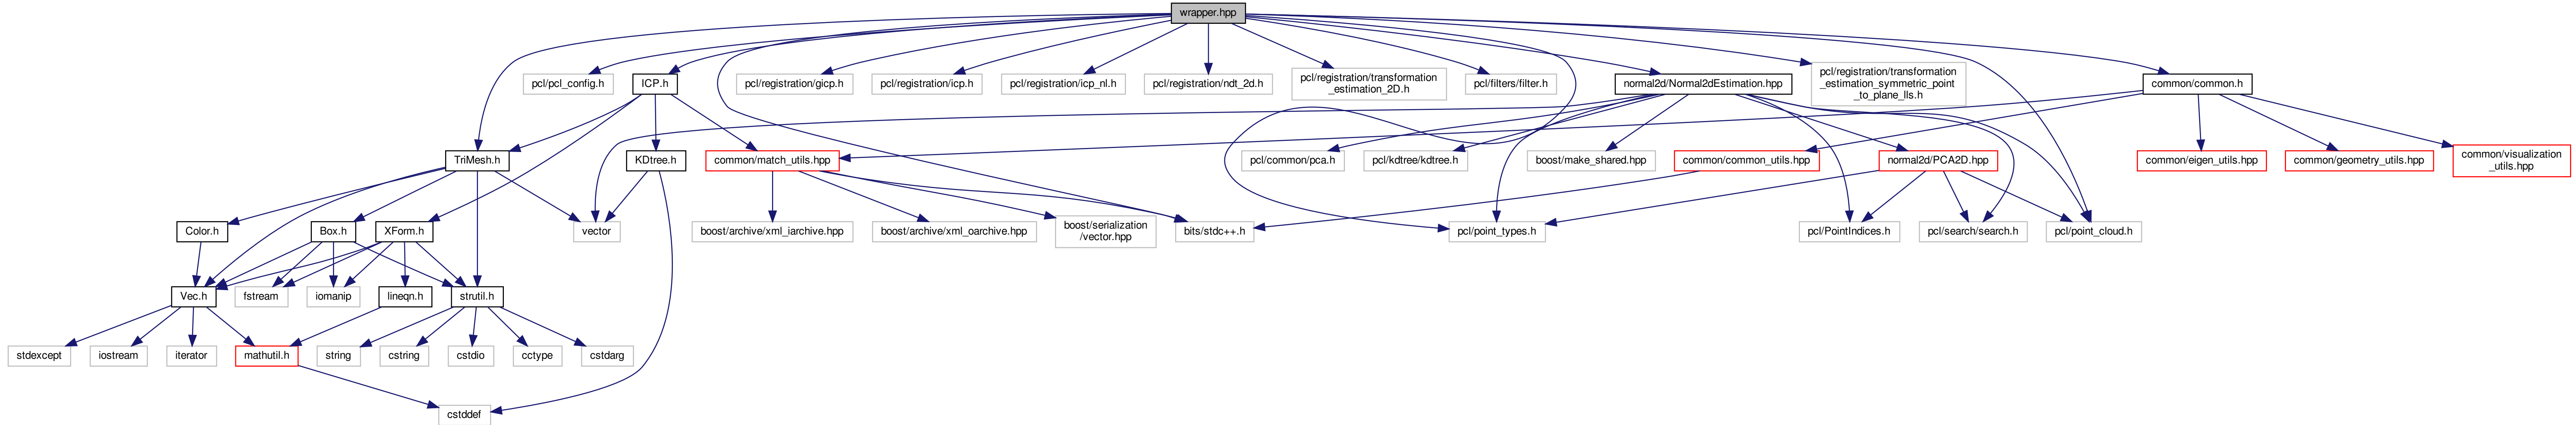 wrapper.hpp
pcl/pcl_config.h
ICP.h
pcl/registration/gicp.h
pcl/registration/icp.h
pcl/registration/icp_nl.h
pcl/registration/ndt_2d.h
pcl/registration/transformation
_estimation_2D.h
pcl/filters/filter.h
normal2d/Normal2dEstimation.hpp
pcl/registration/transformation
_estimation_symmetric_point
_to_plane_lls.h
common/common.h
TriMesh.h
KDtree.h
common/match_utils.hpp
pcl/common/pca.h
pcl/kdtree/kdtree.h
boost/make_shared.hpp
common/common_utils.hpp
normal2d/PCA2D.hpp
common/eigen_utils.hpp
common/geometry_utils.hpp
common/visualization
_utils.hpp
Color.h
Box.h
XForm.h
vector
boost/archive/xml_iarchive.hpp
boost/archive/xml_oarchive.hpp
boost/serialization
/vector.hpp
bits/stdc++.h
pcl/point_types.h
pcl/PointIndices.h
pcl/search/search.h
pcl/point_cloud.h
Vec.h
fstream
iomanip
lineqn.h
strutil.h
stdexcept
iostream
iterator
mathutil.h
string
cstring
cstdio
cctype
cstdarg
cstddef